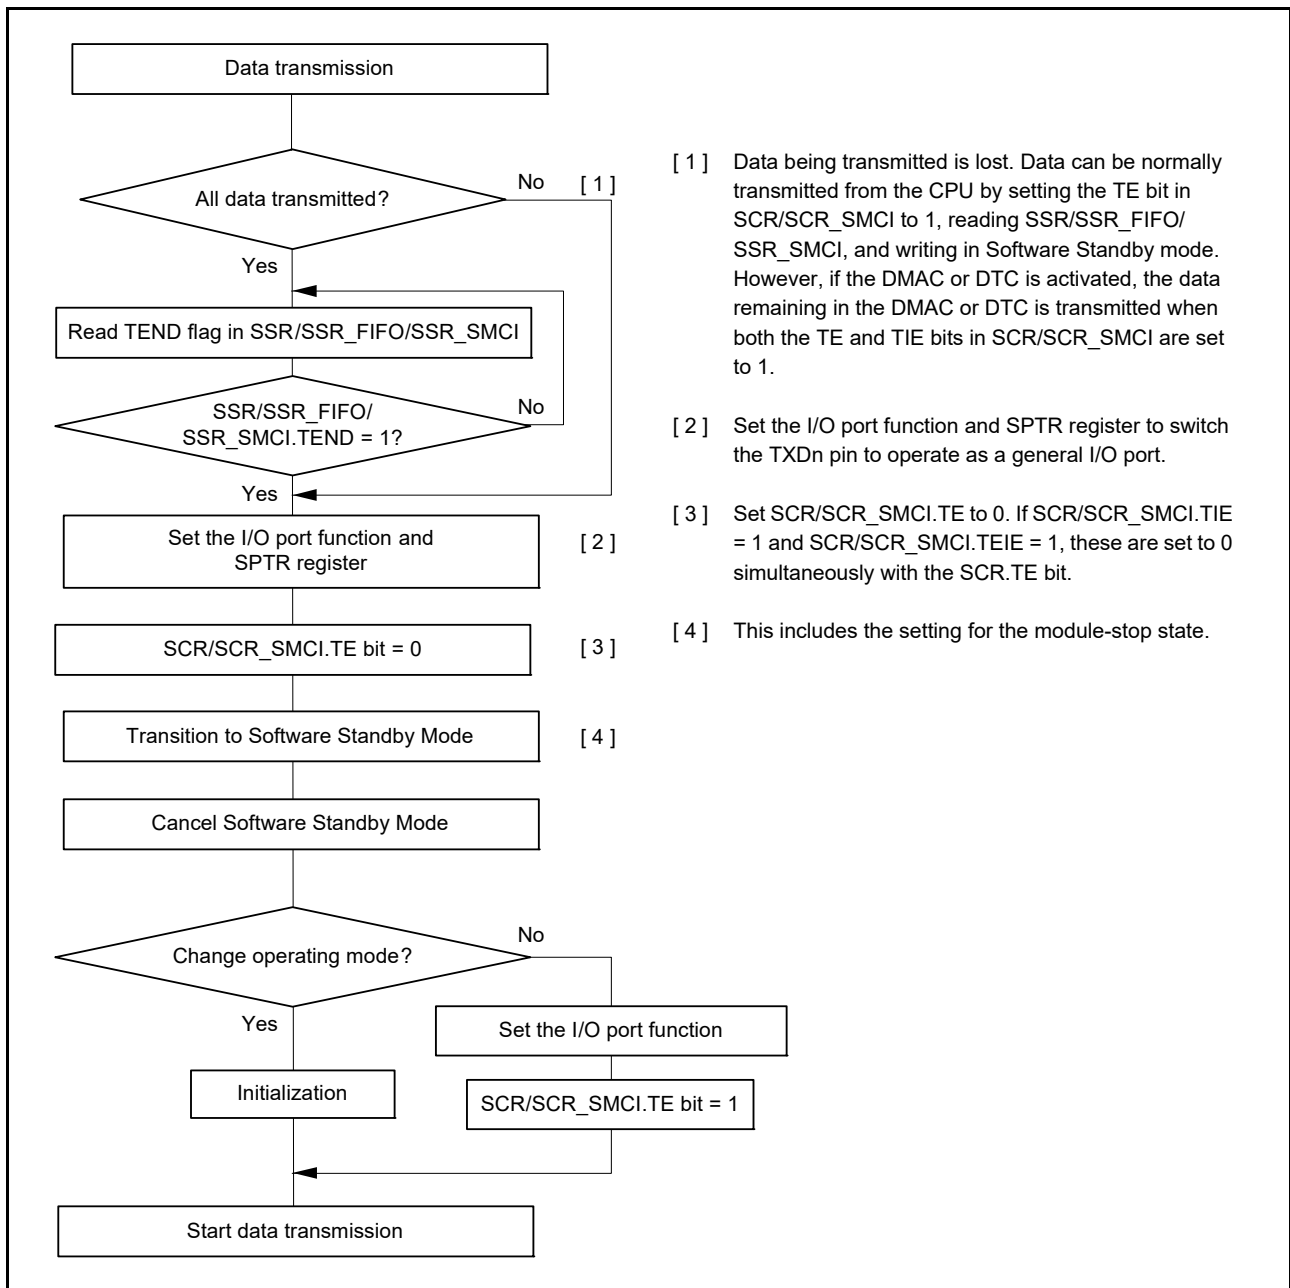 Data transmission
All data transmitted?
No
[ 1 ]
Yes
Read TEND flag in SSR/SSR_FIFO/SSR_SMCI
SSR/SSR_FIFO/
SSR_SMCI.TEND = 1?
No
Yes
Set the I/O port function and
SPTR register
[ 2 ]
SCR/SCR_SMCI.TE bit = 0
[ 3 ]
Transition to Software Standby Mode
[ 4 ]
Cancel Software Standby Mode
Change operating mode?
No
Yes
Set the I/O port function
Initialization
SCR/SCR_SMCI.TE bit = 1
Start data transmission
[ 1 ] Data being transmitted is lost. Data can be normally
transmitted from the CPU by setting the TE bit in
SCR/SCR_SMCI to 1, reading SSR/SSR_FIFO/
SSR_SMCI, and writing in Software Standby mode.
However, if the DMAC or DTC is activated, the data
remaining in the DMAC or DTC is transmitted when
both the TE and TIE bits in SCR/SCR_SMCI are set
to 1.
[ 2 ] Set the I/O port function and SPTR register to switch
the TXDn pin to operate as a general I/O port.
[ 3 ] Set SCR/SCR_SMCI.TE to 0. If SCR/SCR_SMCI.TIE
= 1 and SCR/SCR_SMCI.TEIE = 1, these are set to 0
simultaneously with the SCR.TE bit.
[ 4 ] This includes the setting for the module-stop state.